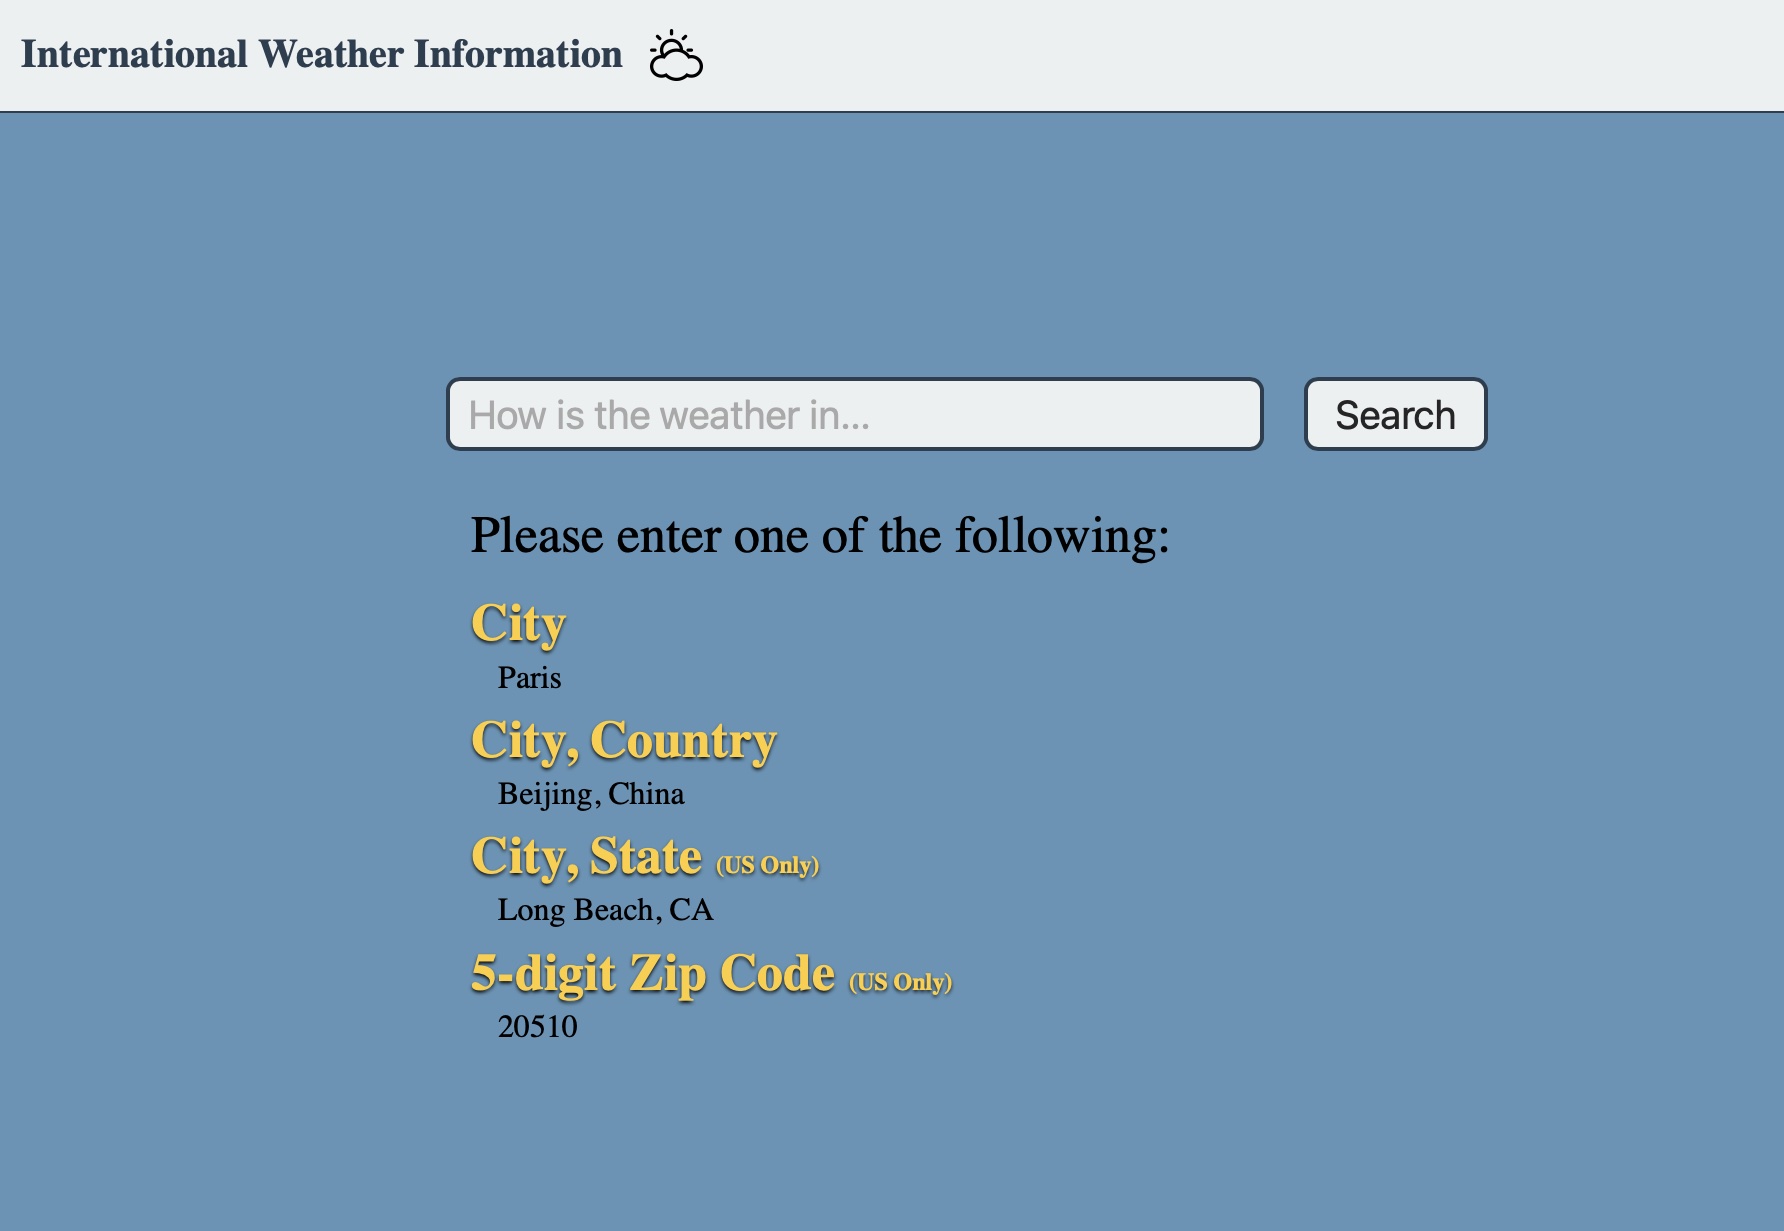 International Weather Information
How is the weather in...
Search
Please enter one of the following:
City
Paris
City, Country
Beijing, China
City, State (US Only)
Long Beach, CA
5-digit Zip Code (US Only)
20510